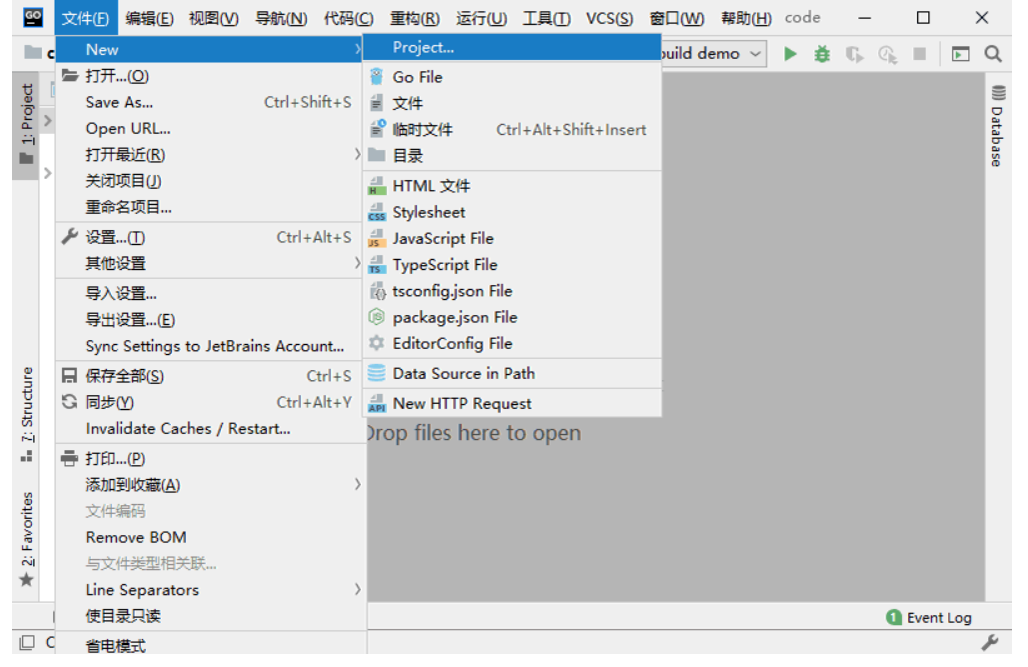 GO 文件(F) 编辑(E) 视图(V) 导航(N) 代码(C) 重构(R) 运行(U) 工具(T) VCS(S) 窗口(W) 帮助(H) code
build demo
New
打开...(O)
Save As... Ctrl+Shift+S
Open URL...
打开最近(R)
关闭项目(J)
重命名项目...
设置...(T) Ctrl+Alt+S
其他设置
导入设置...
导出设置...(E)
Sync Settings to JetBrains Account...
保存全部(S) Ctrl+S
同步(Y) Ctrl+Alt+Y
Invalidate Caches / Restart...
打印...(P)
添加到收藏(A)
文件编码
Remove BOM
与文件类型相关联...
Line Separators
使目录只读
省电模式
Project...
Go File
文件
临时文件 Ctrl+Alt+Shift+Insert
目录
H HTML 文件
CSS Stylesheet
JS JavaScript File
TS TypeScript File
tsconfig.json File
JS package.json File
EditorConfig File
Data Source in Path
API New HTTP Request
Drop files here to open
1: Project
7: Structure
2: Favorites
Database
1 Event Log